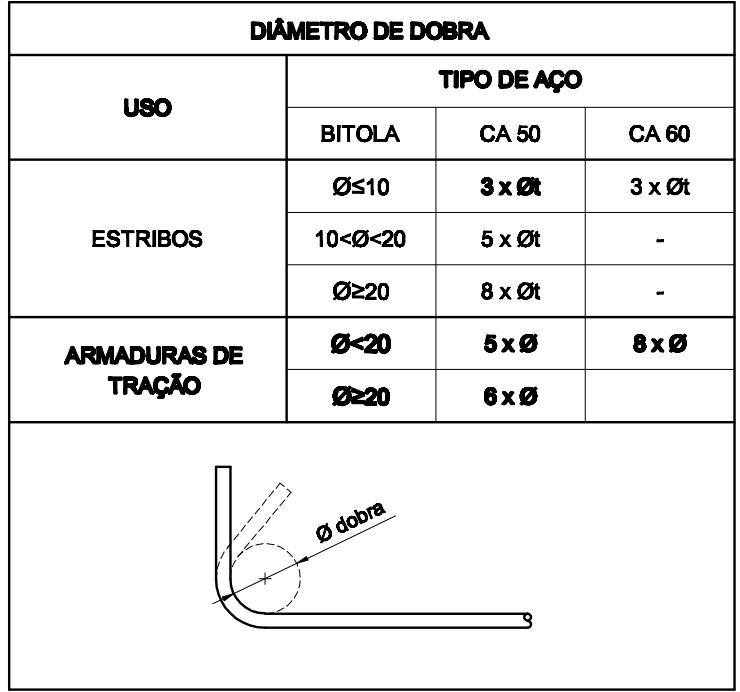 DIÂMETRO DE DOBRA
USO
TIPO DE AÇO
BITOLA
CA 50
CA 60
ESTRIBOS
Ø≤10
3 x Øt
3 x Øt
10<Ø<20
5 x Øt
-
Ø≥20
8 x Øt
-
ARMADURAS DE
TRAÇÃO
Ø<20
5 x Ø
8 x Ø
Ø≥20
6 x Ø
Ø dobra